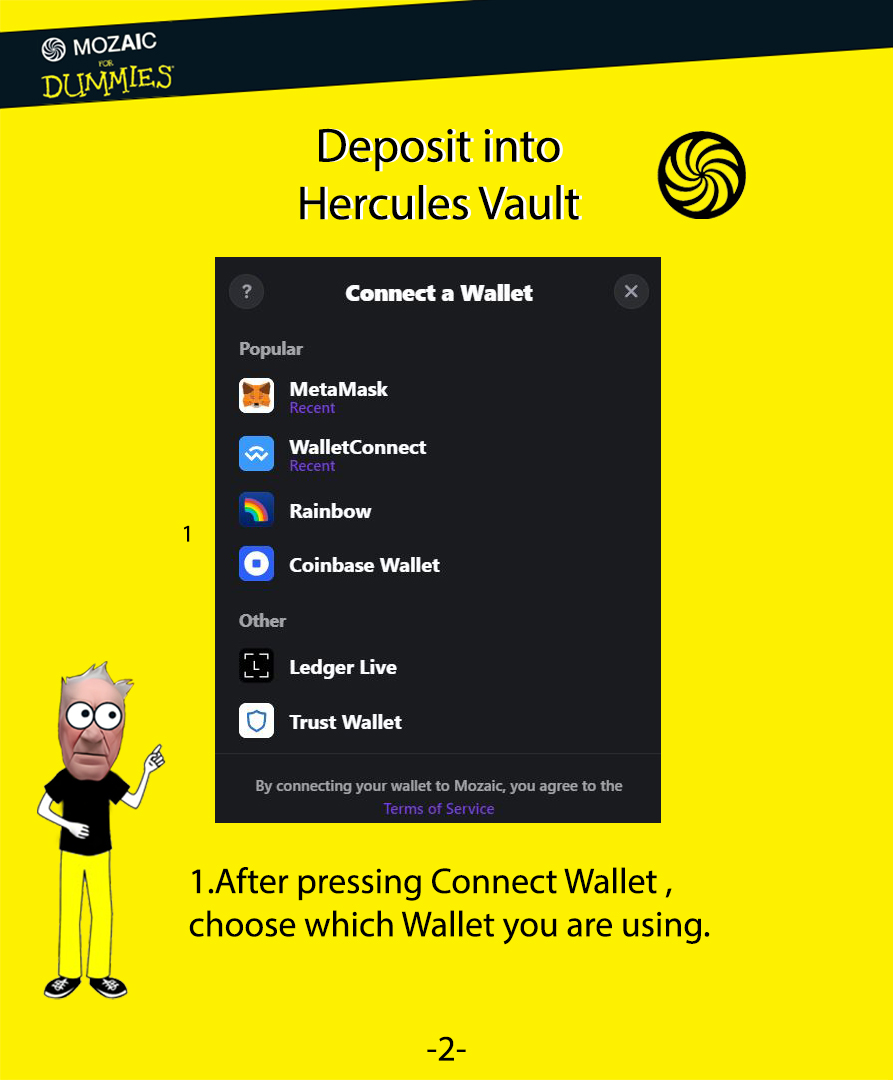 MOZAIC
FOR
DUMMIES
Deposit into
Hercules Vault
?
Connect a Wallet
Popular
MetaMask
Recent
WalletConnect
Recent
Rainbow
1
Coinbase Wallet
Other
L
Ledger Live
Trust Wallet
By connecting your wallet to Mozaic, you agree to the
Terms of Service
1.After pressing Connect Wallet ,
choose which Wallet you are using.
-2-